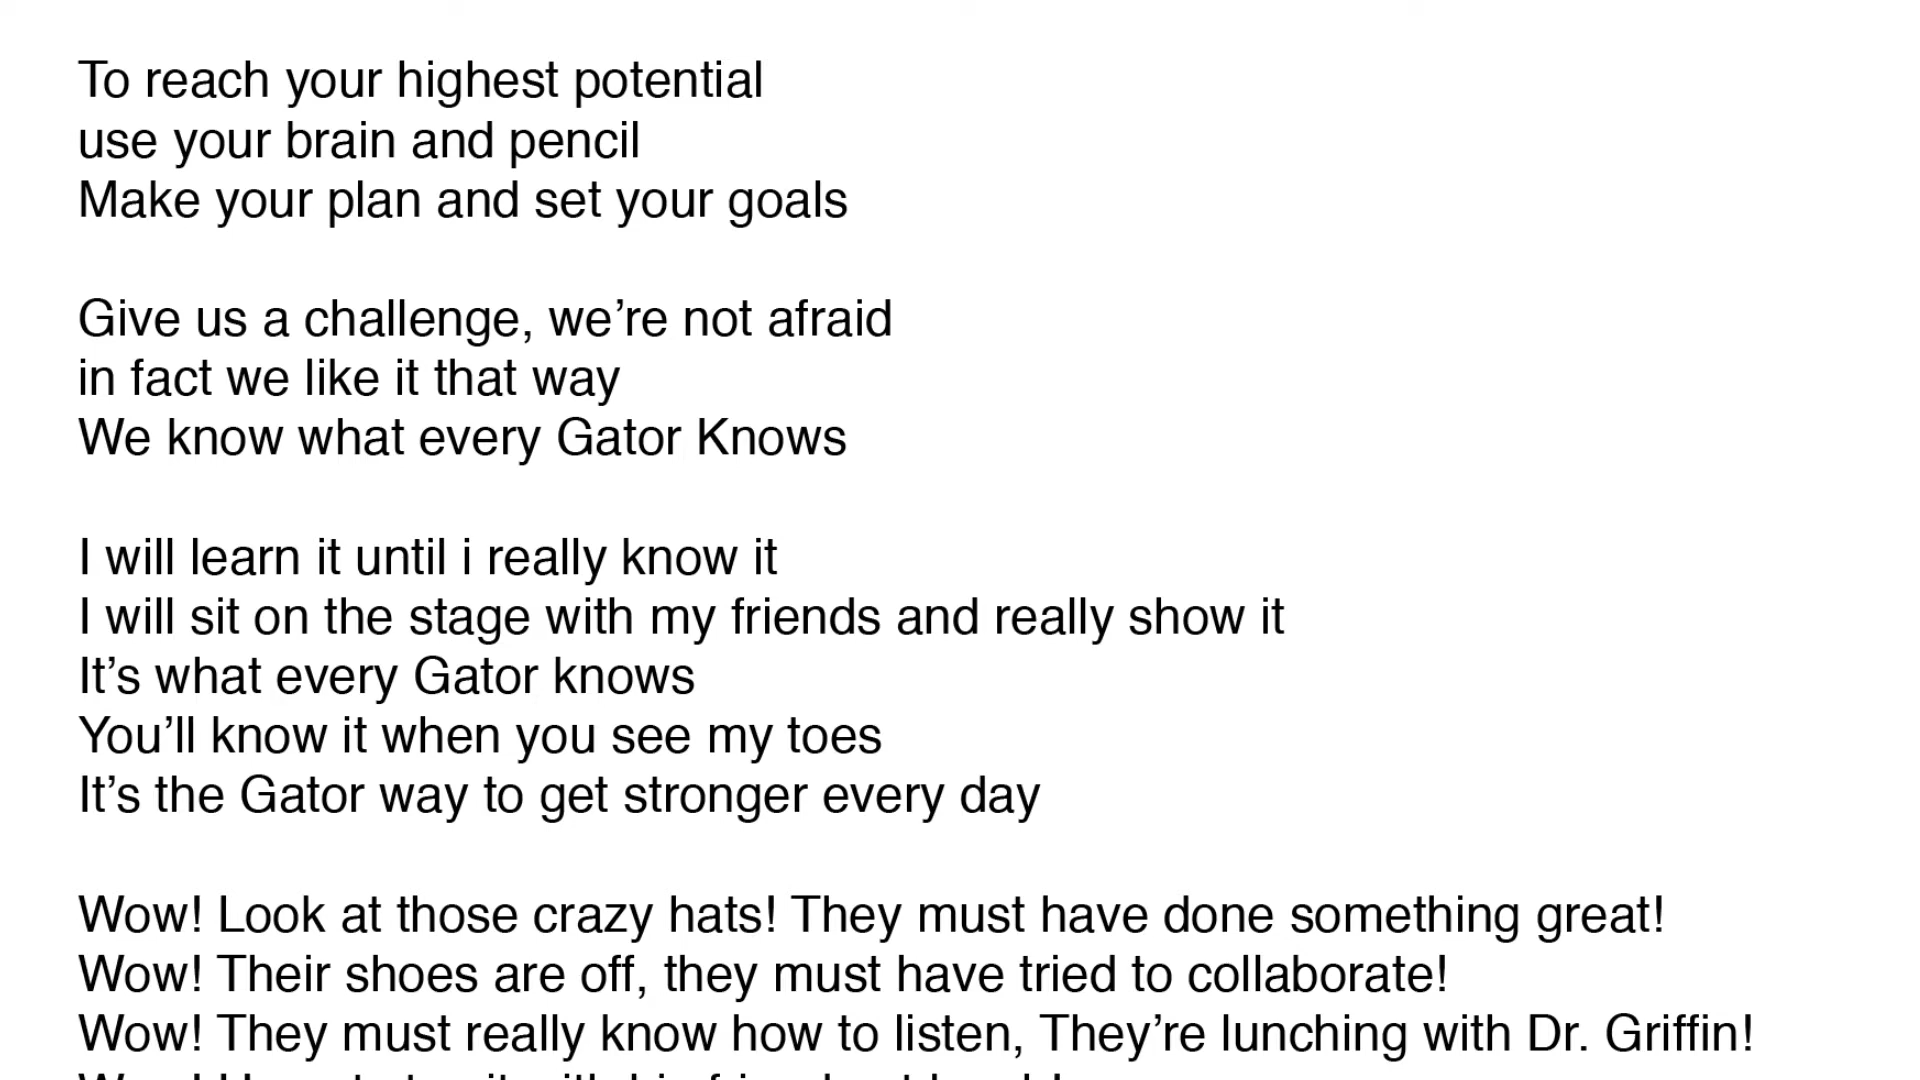 To reach your highest potential
use your brain and pencil
Make your plan and set your goals
Give us a challenge, we’re not afraid
in fact we like it that way
We know what every Gator Knows
I will learn it until i really know it
I will sit on the stage with my friends and really show it
It’s what every Gator knows
You’ll know it when you see my toes
It’s the Gator way to get stronger every day
Wow! Look at those crazy hats! They must have done something great!
Wow! Their shoes are off, they must have tried to collaborate!
Wow! They must really know how to listen, They’re lunching with Dr. Griffin!